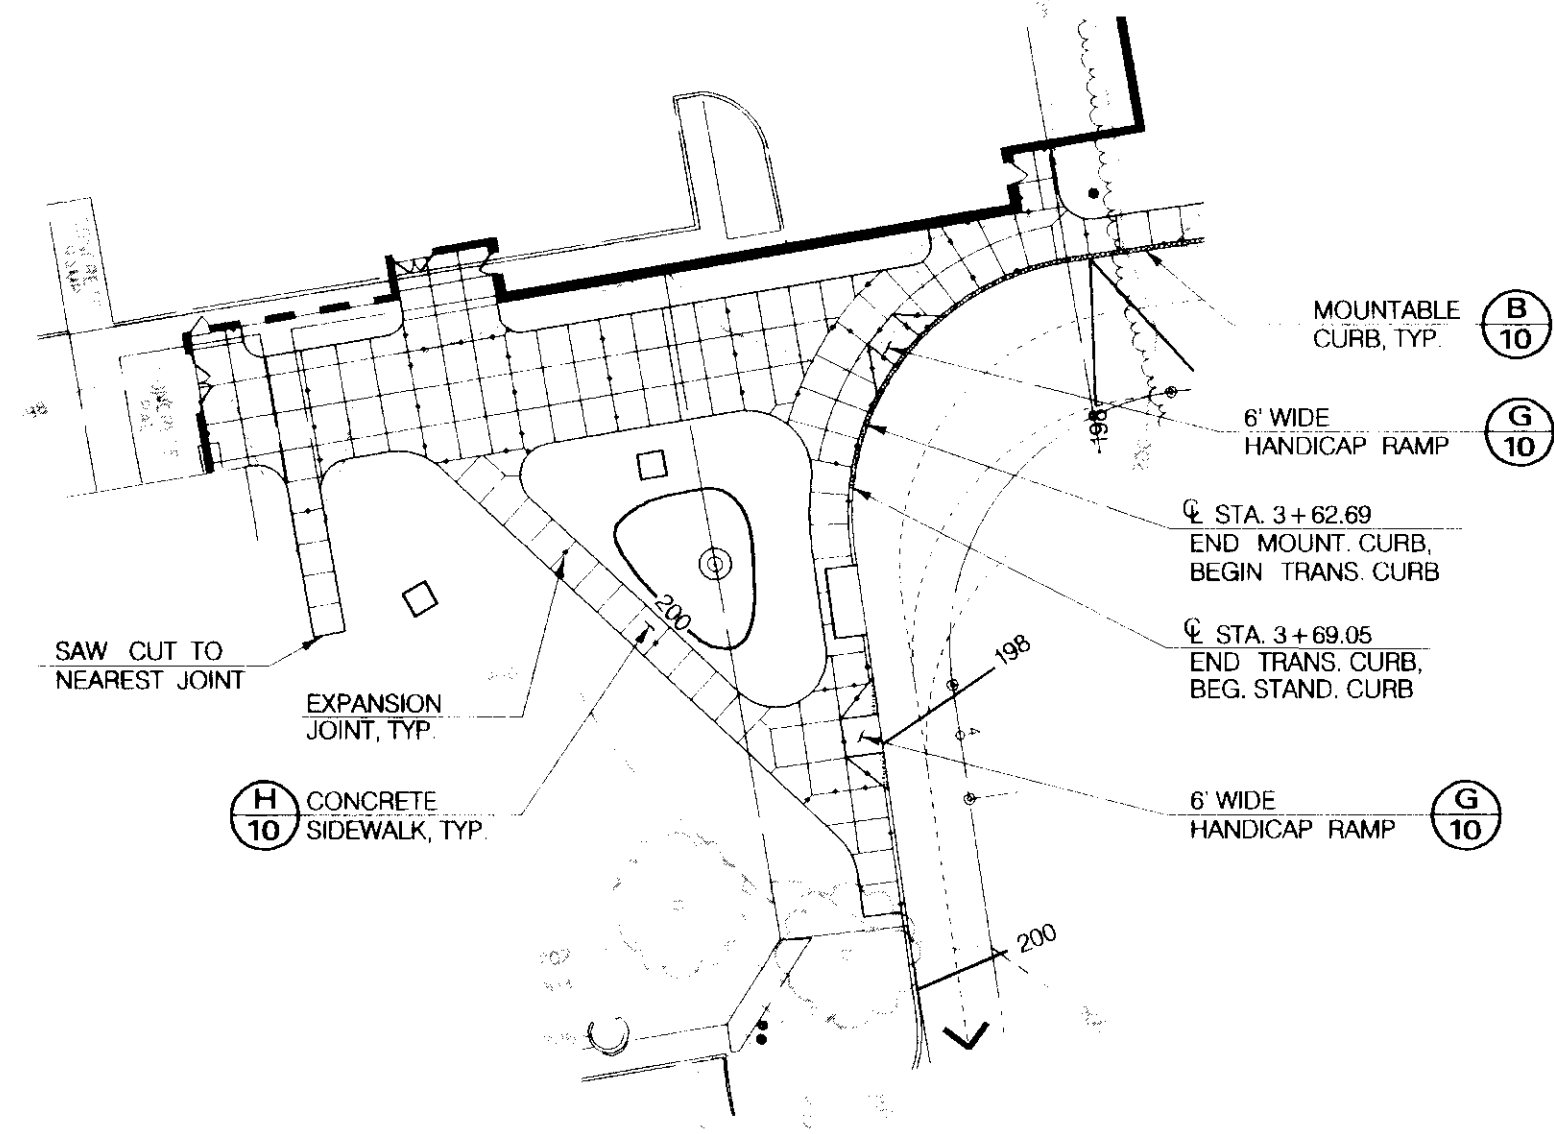 MOUNTABLE
CURB, TYP.
B
10
6' WIDE
HANDICAP RAMP
G
10
198
℄ STA. 3+62.69
END MOUNT. CURB,
BEGIN TRANS. CURB
℄ STA. 3+69.05
END TRANS. CURB,
BEG. STAND. CURB
200
198
SAW CUT TO
NEAREST JOINT
EXPANSION
JOINT, TYP.
H
10
CONCRETE
SIDEWALK, TYP.
6' WIDE
HANDICAP RAMP
G
10
200